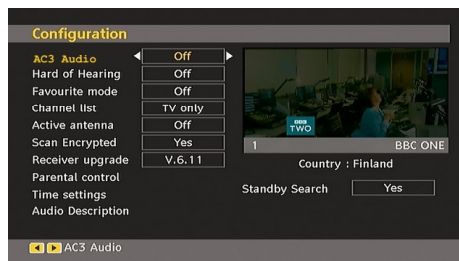 Configuration
AC3 Audio Off
Hard of Hearing Off
Favourite mode Off
Channel list TV only
Active antenna Off
Scan Encrypted Yes
Receiver upgrade V.6.11
Parental control
Time settings
Audio Description
BBC
TWO
1 BBC ONE
Country : Finland
Standby Search Yes
AC3 Audio